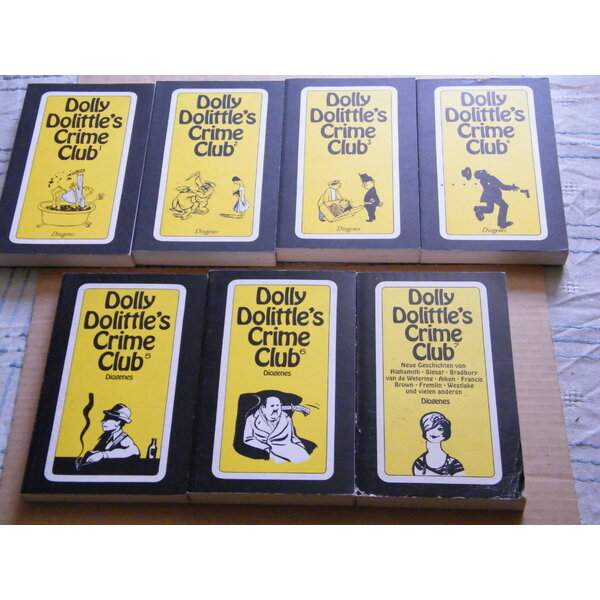 Dolly
Dolittle's
Crime
Club¹
Diogenes
Dolly
Dolittle's
Crime
Club²
Diogenes
Dolly
Dolittle's
Crime
Club³
Diogenes
Dolly
Dolittle's
Crime
Club⁴
Diogenes
Dolly
Dolittle's
Crime
Club⁵
Diogenes
Dolly
Dolittle's
Crime
Club⁶
Diogenes
Dolly
Dolittle's
Crime
Club⁷
Neue Geschichten von
Highsmith · Slesar · Bradbury
van de Wetering · Aiken · Francis
Brown · Fremlin · Westlake
und vielen anderen
Diogenes